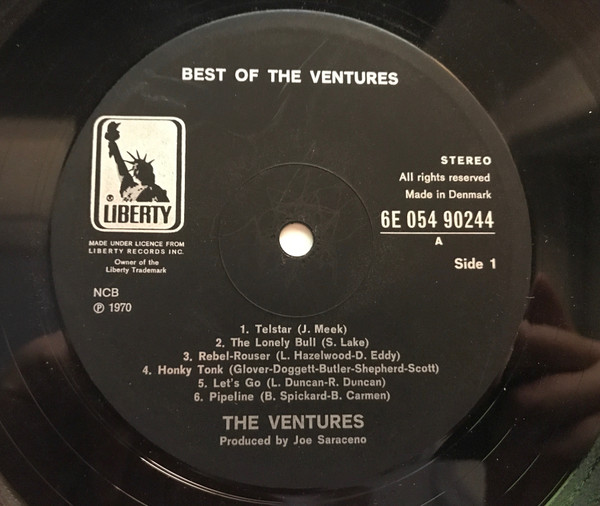 BEST OF THE VENTURES
LIBERTY
MADE UNDER LICENCE FROM
LIBERTY RECORDS INC.
Owner of the
Liberty Trademark
NCB
℗ 1970
STEREO
All rights reserved
Made in Denmark
6E 054 90244
A
Side 1
1. Telstar (J. Meek)
2. The Lonely Bull (S. Lake)
3. Rebel-Rouser (L. Hazelwood-D. Eddy)
4. Honky Tonk (Glover-Doggett-Butler-Shepherd-Scott)
5. Let's Go (L. Duncan-R. Duncan)
6. Pipeline (B. Spickard-B. Carmen)
THE VENTURES
Produced by Joe Saraceno